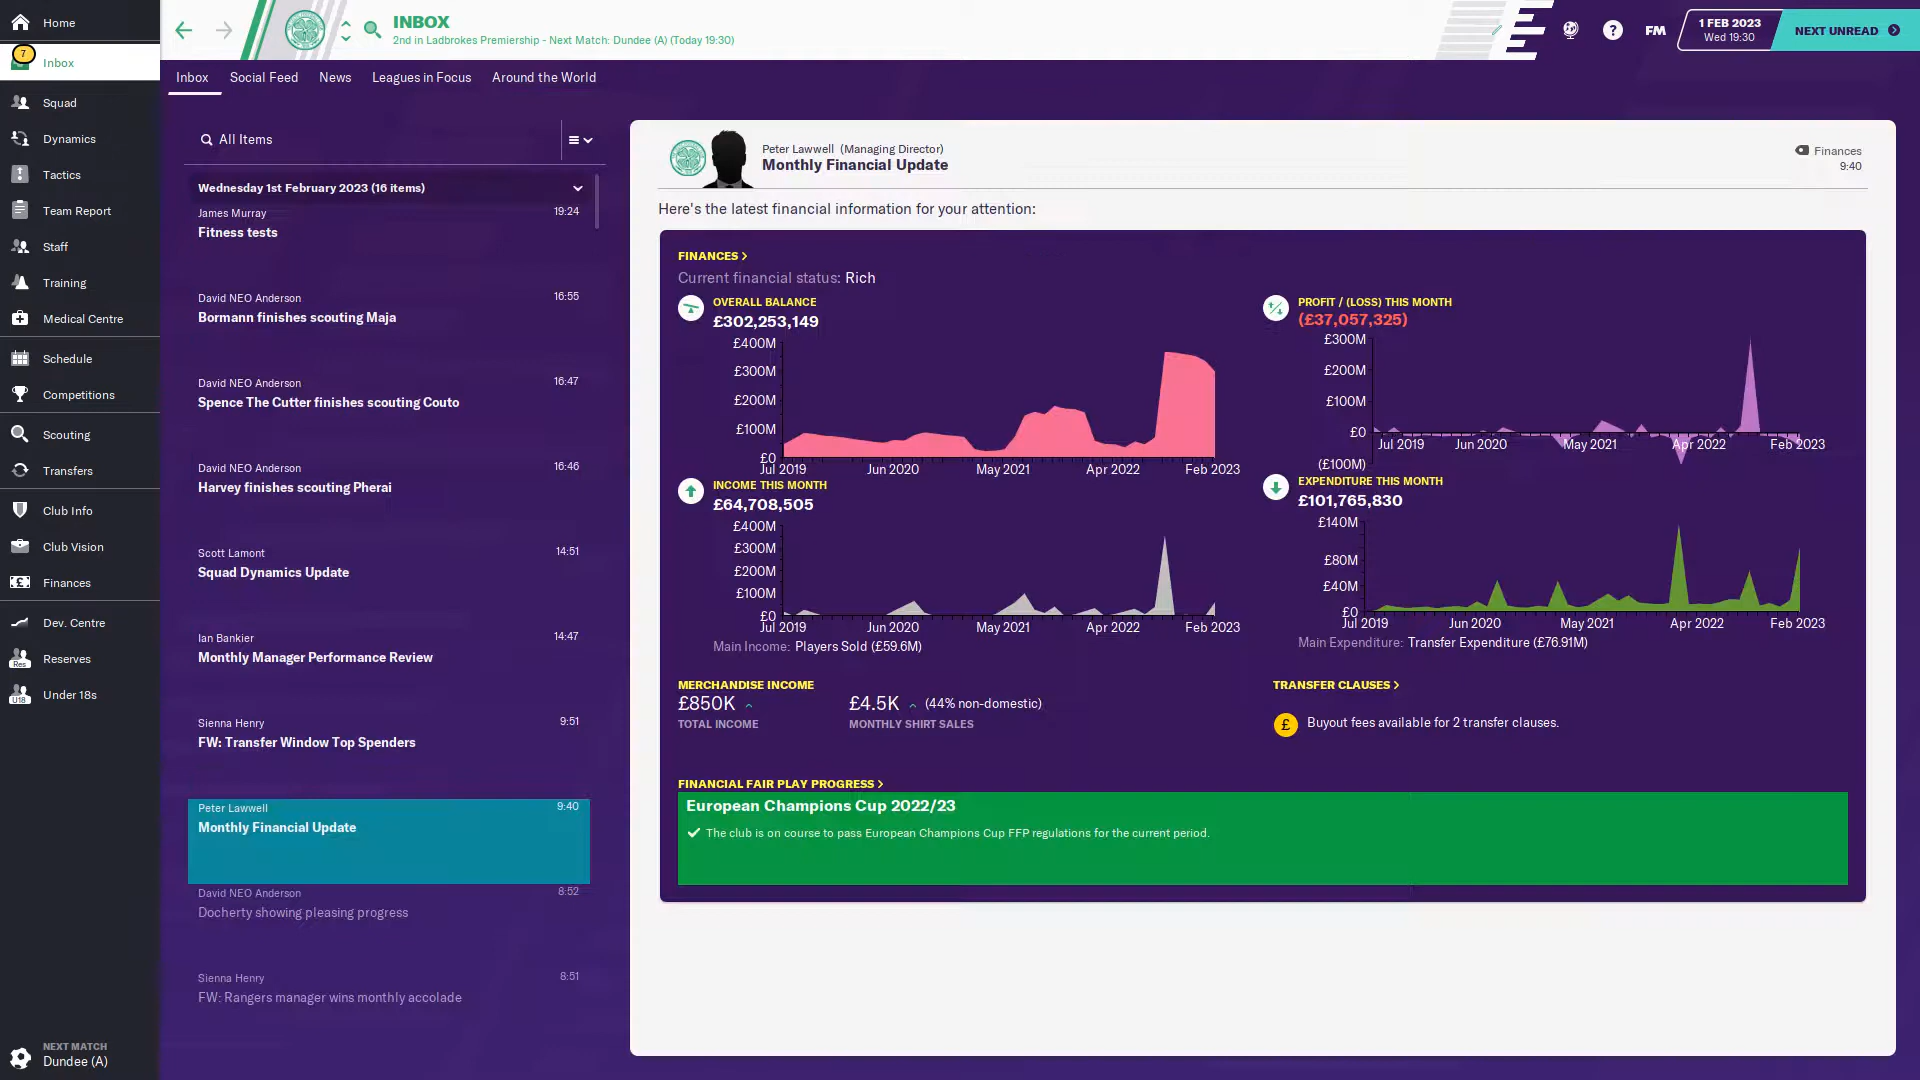 Home
7
Inbox
Squad
Dynamics
Tactics
Team Report
Staff
Training
Medical Centre
Schedule
Competitions
Scouting
Transfers
Club Info
Club Vision
Finances
Dev. Centre
Res
Reserves
U18
Under 18s
NEXT MATCH
Dundee (A)
INBOX
2nd in Ladbrokes Premiership - Next Match: Dundee (A) (Today 19:30)
?
FM
1 FEB 2023
Wed 19:30
NEXT UNREAD
Inbox Social Feed News Leagues in Focus Around the World
All Items
Wednesday 1st February 2023 (16 items)
James Murray 19:24
Fitness tests
David NEO Anderson 16:55
Bormann finishes scouting Maja
David NEO Anderson 16:47
Spence The Cutter finishes scouting Couto
David NEO Anderson 16:46
Harvey finishes scouting Pherai
Scott Lamont 14:51
Squad Dynamics Update
Ian Bankier 14:47
Monthly Manager Performance Review
Sienna Henry 9:51
FW: Transfer Window Top Spenders
Peter Lawwell 9:40
Monthly Financial Update
David NEO Anderson 8:52
Docherty showing pleasing progress
Sienna Henry 8:51
FW: Rangers manager wins monthly accolade
Peter Lawwell (Managing Director)
Monthly Financial Update
Finances
9:40
Here's the latest financial information for your attention:
FINANCES >
Current financial status: Rich
OVERALL BALANCE
£302,253,149
£400M
£300M
£200M
£100M
£0
Jul 2019 Jun 2020 May 2021 Apr 2022 Feb 2023
PROFIT / (LOSS) THIS MONTH
(£37,057,325)
£300M
£200M
£100M
£0
Jul 2019 Jun 2020 May 2021 Apr 2022 Feb 2023
(£100M)
INCOME THIS MONTH
£64,708,505
£400M
£300M
£200M
£100M
£0
Jul 2019 Jun 2020 May 2021 Apr 2022 Feb 2023
Main Income: Players Sold (£59.6M)
EXPENDITURE THIS MONTH
£101,765,830
£140M
£80M
£40M
£0
Jul 2019 Jun 2020 May 2021 Apr 2022 Feb 2023
Main Expenditure: Transfer Expenditure (£76.91M)
MERCHANDISE INCOME
£850K £4.5K (44% non-domestic)
TOTAL INCOME MONTHLY SHIRT SALES
TRANSFER CLAUSES >
£ Buyout fees available for 2 transfer clauses.
FINANCIAL FAIR PLAY PROGRESS >
European Champions Cup 2022/23
The club is on course to pass European Champions Cup FFP regulations for the current period.